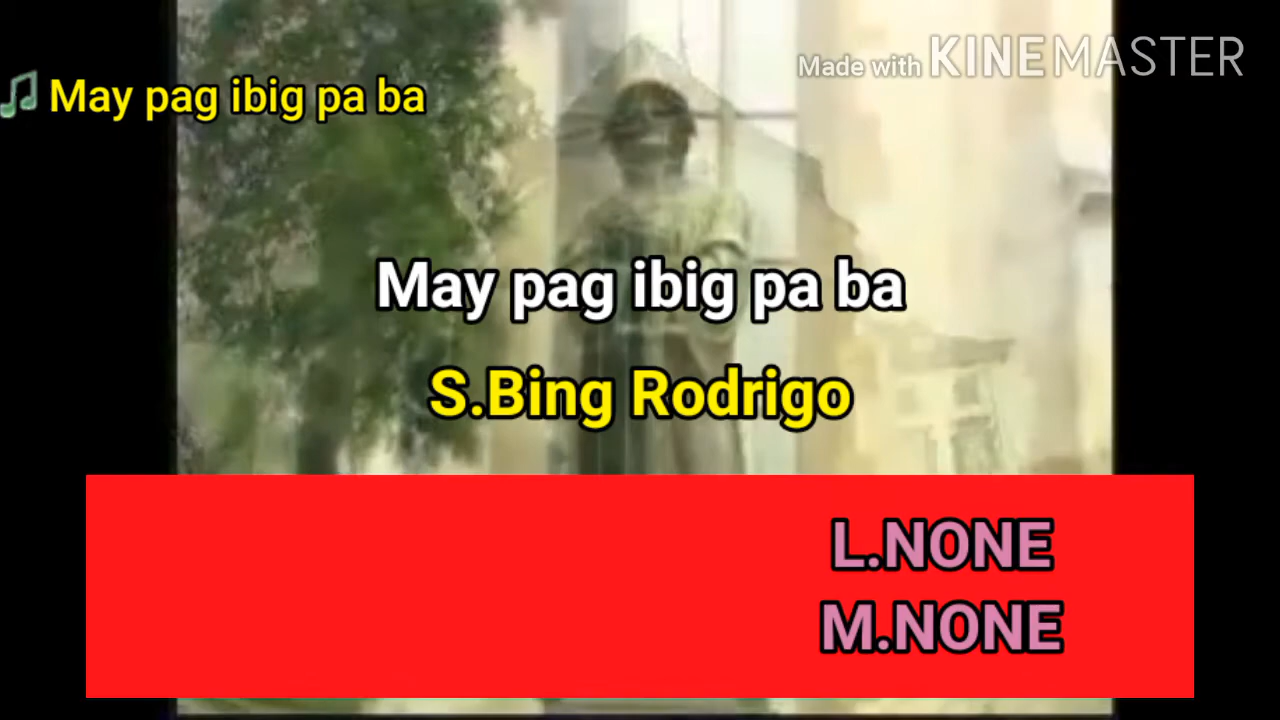 Made with KINEMASTER
🎵 May pag ibig pa ba
May pag ibig pa ba
S.Bing Rodrigo
L.NONE
M.NONE